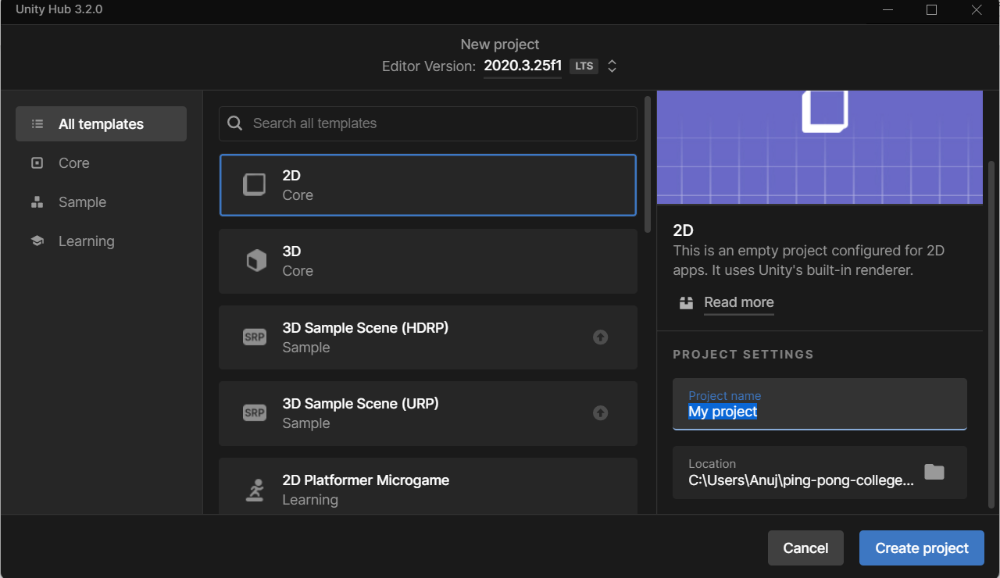 Unity Hub 3.2.0
New project
Editor Version: 2020.3.25f1 LTS
All templates
Core
Sample
Learning
Search all templates
2D
Core
3D
Core
SRP
3D Sample Scene (HDRP)
Sample
SRP
3D Sample Scene (URP)
Sample
2D Platformer Microgame
Learning
2D
This is an empty project configured for 2D
apps. It uses Unity's built-in renderer.
Read more
PROJECT SETTINGS
Project name
My project
Location
C:\Users\Anuj\ping-pong-college...
Cancel
Create project